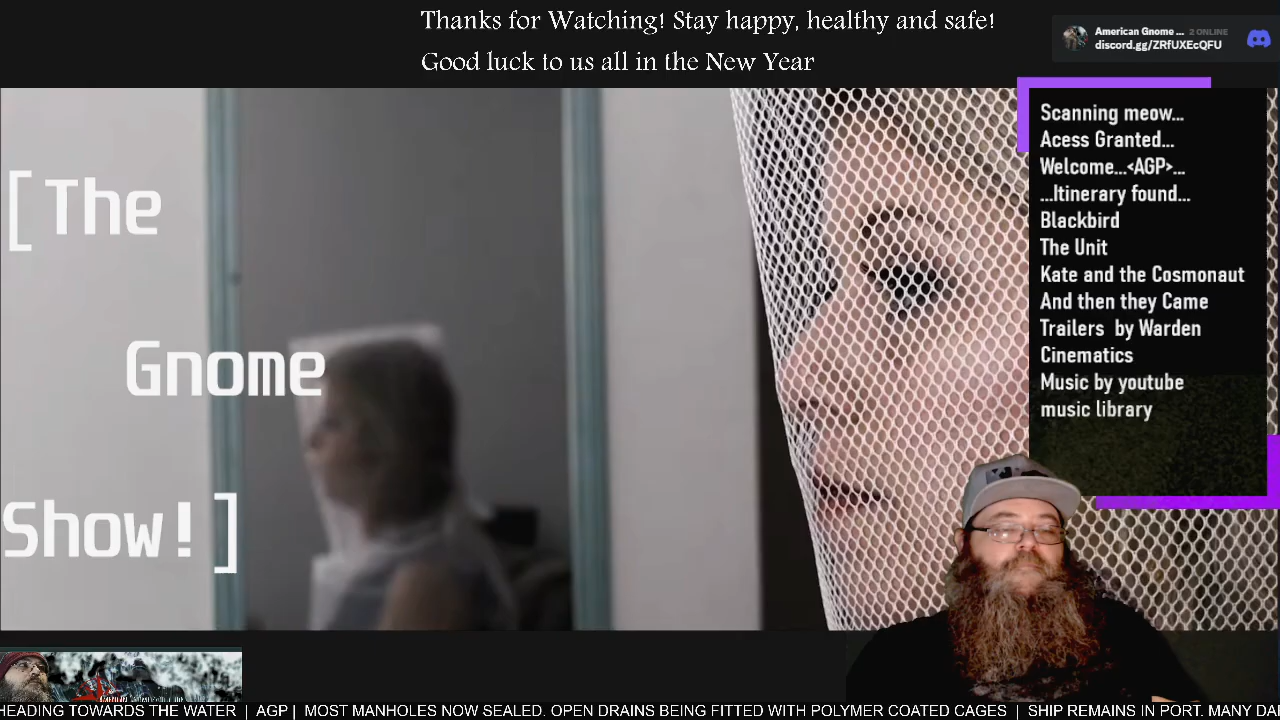 Thanks for Watching! Stay happy, healthy and safe!
Good luck to us all in the New Year
American Gnome ... 2 ONLINE
discord.gg/ZRfUXEcQFU
[ The
Gnome
Show! ]
Scanning meow...
Acess Granted...
Welcome...<AGP>...
...Itinerary found...
Blackbird
The Unit
Kate and the Cosmonaut
And then they Came
Trailers by Warden
Cinematics
Music by youtube
music library
HEADING TOWARDS THE WATER | AGP | MOST MANHOLES NOW SEALED. OPEN DRAINS BEING FITTED WITH POLYMER COATED CAGES | SHIP REMAINS IN PORT. MANY DA